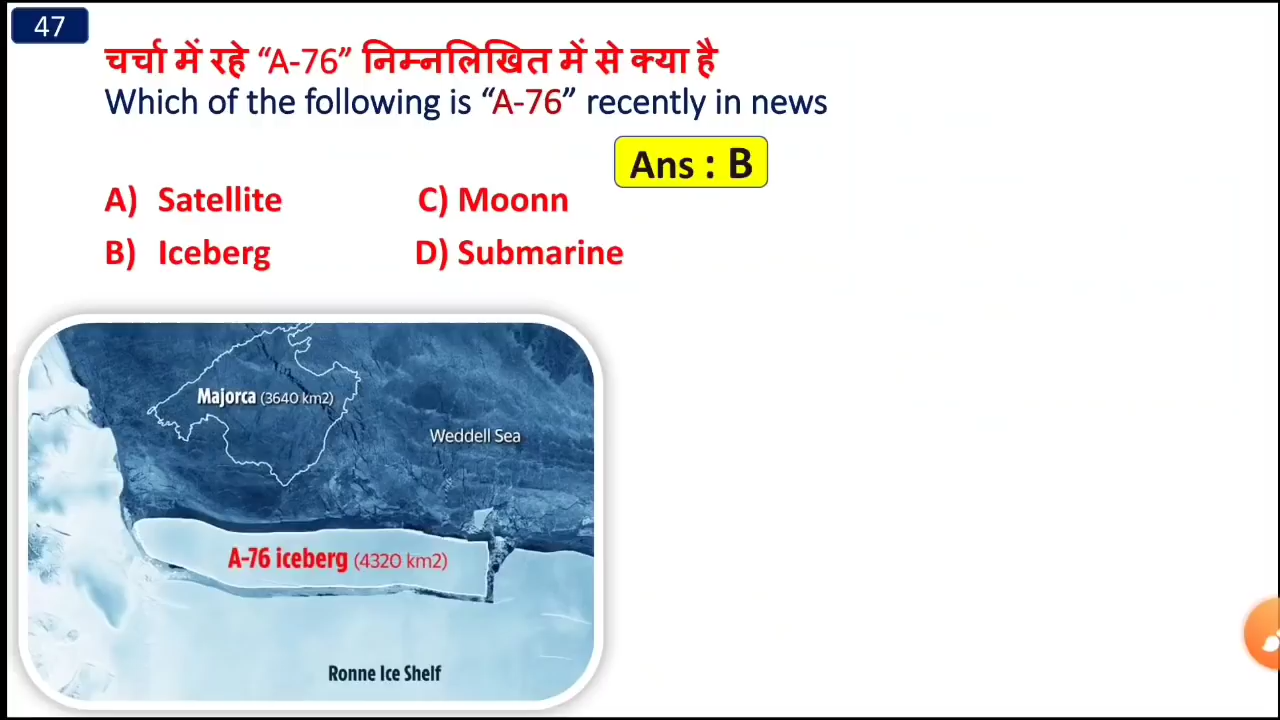 47
चर्चा में रहे “A-76” निम्नलिखित में से क्या है
Which of the following is “A-76” recently in news
Ans : B
A) Satellite
C) Moonn
B) Iceberg
D) Submarine
Majorca (3640 km2)
Weddell Sea
A-76 iceberg (4320 km2)
Ronne Ice Shelf